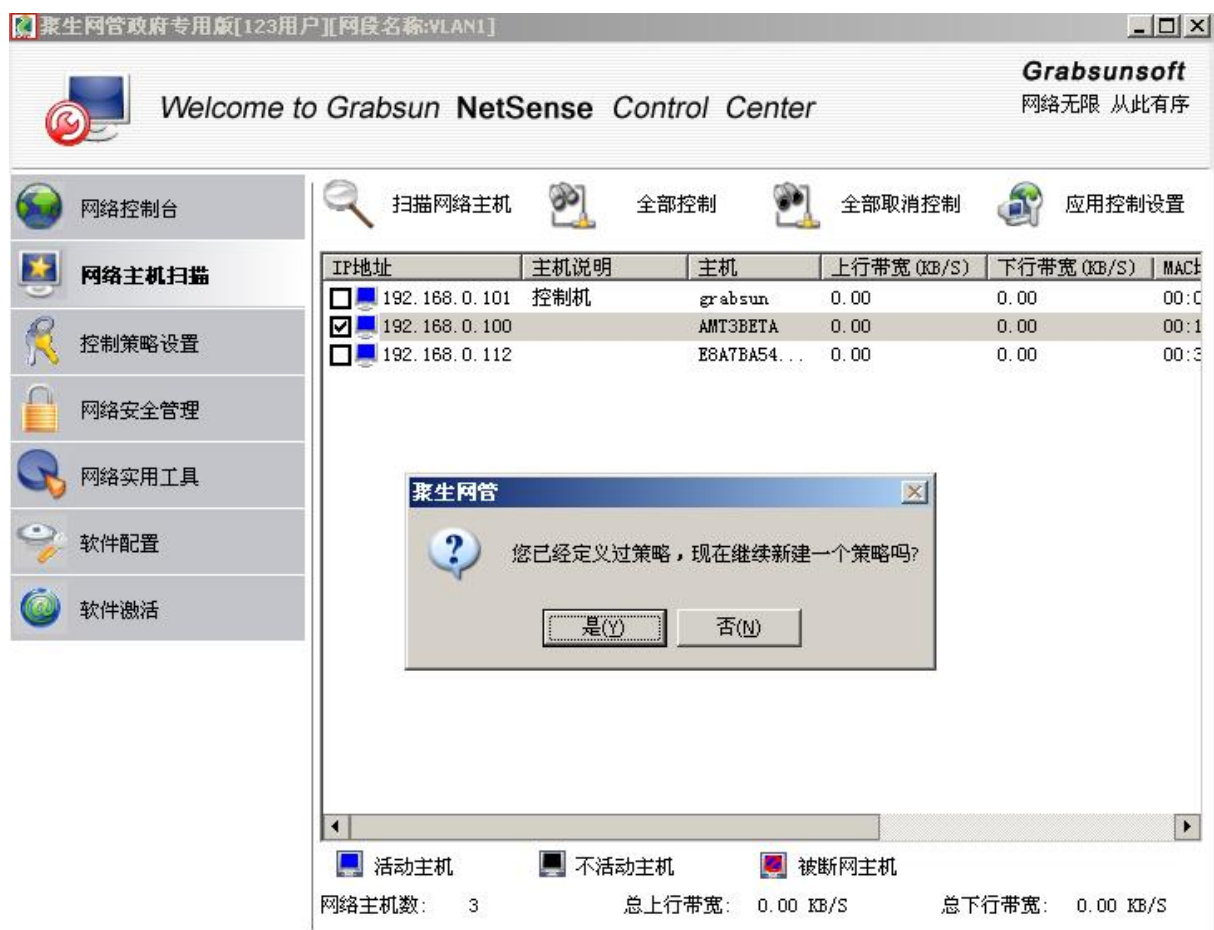 聚生网管政府专用版[123用户][网段名称:VLAN1]
Grabsunsoft
Welcome to Grabsun NetSense Control Center
网络无限 从此有序
网络控制台
网络主机扫描
控制策略设置
网络安全管理
网络实用工具
软件配置
软件激活
扫描网络主机 全部控制 全部取消控制 应用控制设置
IP地址 主机说明 主机 上行带宽(KB/S) 下行带宽(KB/S) MAC
192.168.0.101 控制机 grabsun 0.00 0.00 00:0
192.168.0.100 AMT3BETA 0.00 0.00 00:1
192.168.0.112 E8A7BA54... 0.00 0.00 00:3
聚生网管
您已经定义过策略，现在继续新建一个策略吗?
是(Y) 否(N)
活动主机 不活动主机 被断网主机
网络主机数: 3 总上行带宽: 0.00 KB/S 总下行带宽: 0.00 KB/S